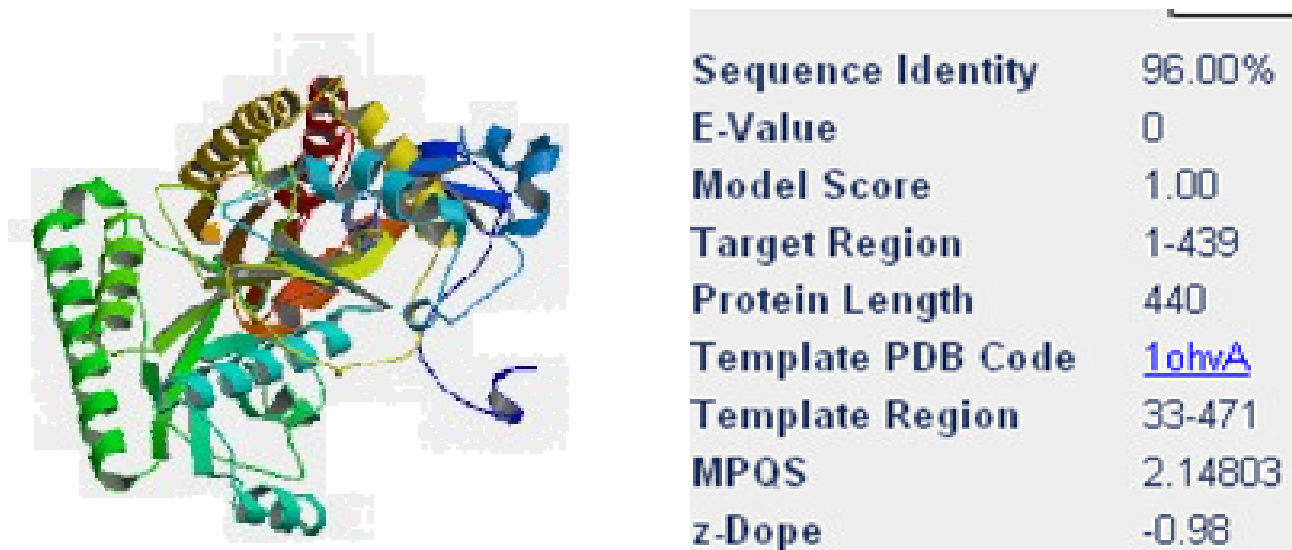 Sequence Identity 96.00%
E-Value 0
Model Score 1.00
Target Region 1-439
Protein Length 440
Template PDB Code 1ohvA
Template Region 33-471
MPQS 2.14803
z-Dope -0.98